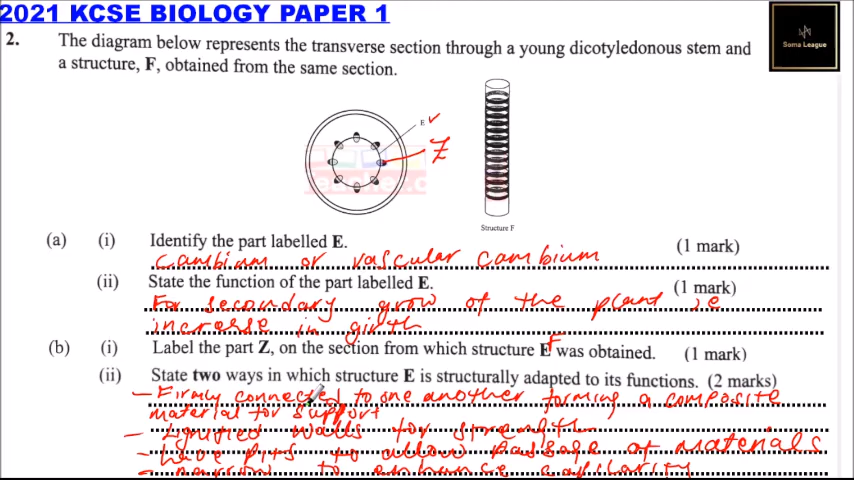 2021 KCSE BIOLOGY PAPER 1
Soma League
2. The diagram below represents the transverse section through a young dicotyledonous stem and
a structure, F, obtained from the same section.
E
Z
Structure F
(a) (i) Identify the part labelled E. (1 mark)
Cambium or vascular cambium
(ii) State the function of the part labelled E. (1 mark)
For secondary grow of the plant ie
increase in girth
(b) (i) Label the part Z, on the section from which structure E F was obtained. (1 mark)
(ii) State two ways in which structure E is structurally adapted to its functions. (2 marks)
- Firmly connected to one another forming a composite
material for support
- Lignified walls for strength
- have pits to allow passage of materials
- narrow to enhance capilarity